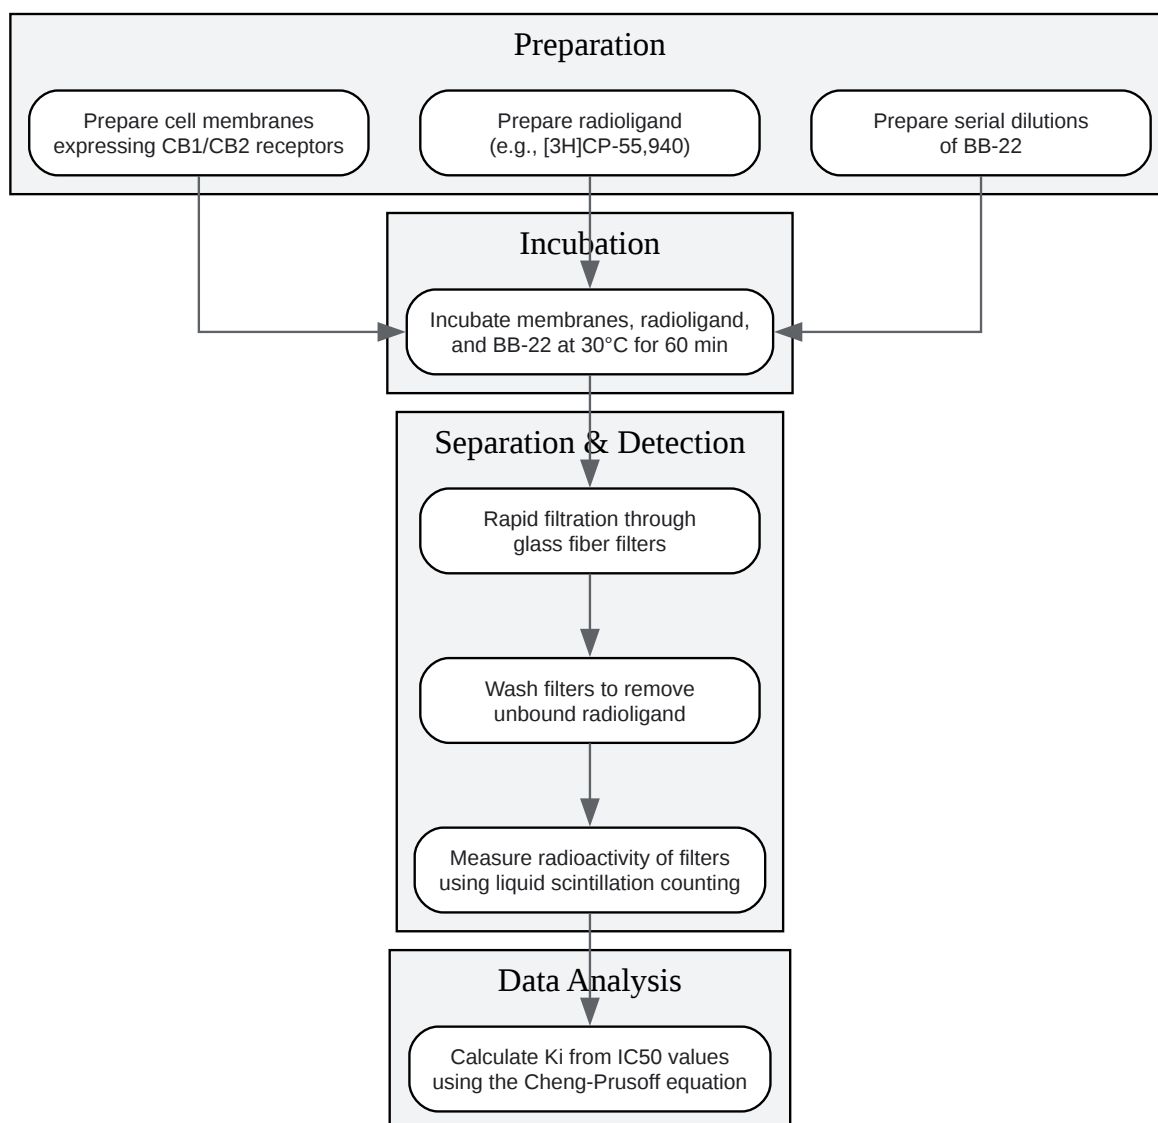 Preparation
Prepare cell membranes
expressing CB1/CB2 receptors
Prepare radioligand
(e.g., [3H]CP-55,940)
Prepare serial dilutions
of BB-22
Incubation
Incubate membranes, radioligand,
and BB-22 at 30°C for 60 min
Separation & Detection
Rapid filtration through
glass fiber filters
Wash filters to remove
unbound radioligand
Measure radioactivity of filters
using liquid scintillation counting
Data Analysis
Calculate Ki from IC50 values
using the Cheng-Prusoff equation